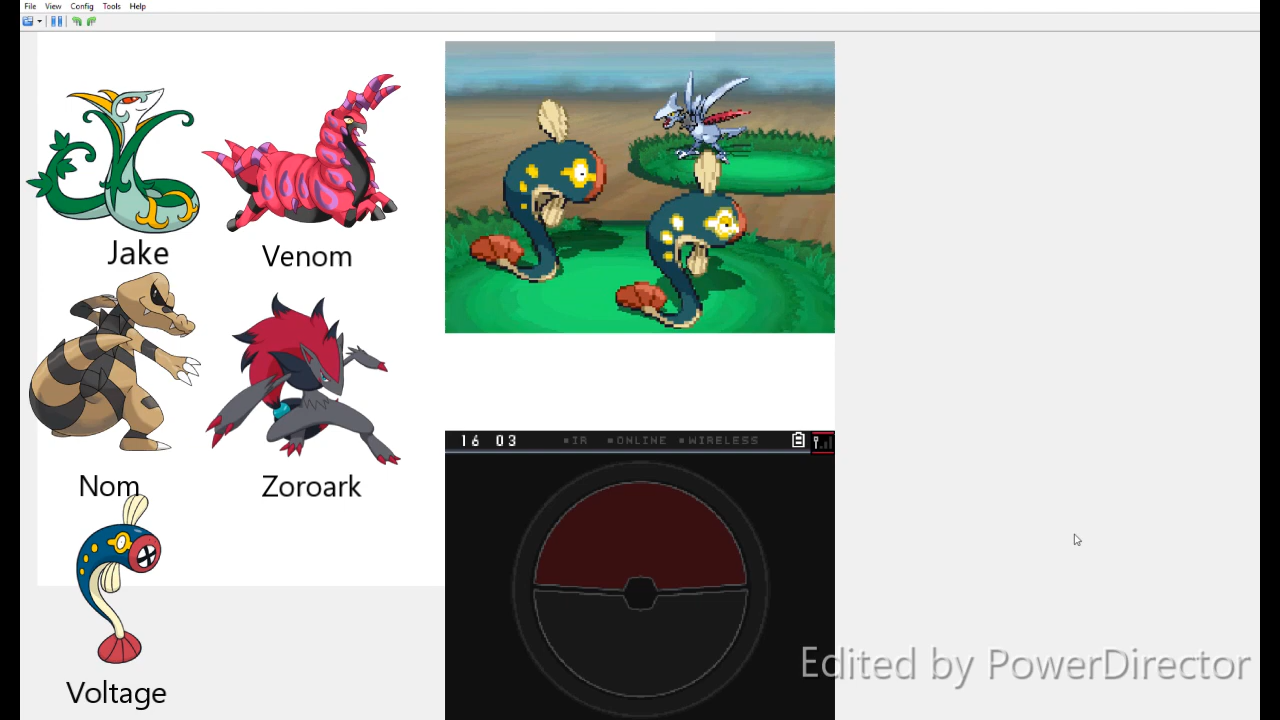 File View Config Tools Help
Jake
Venom
Nom
Zoroark
Voltage
16 03 IR ONLINE WIRELESS
Edited by PowerDirector